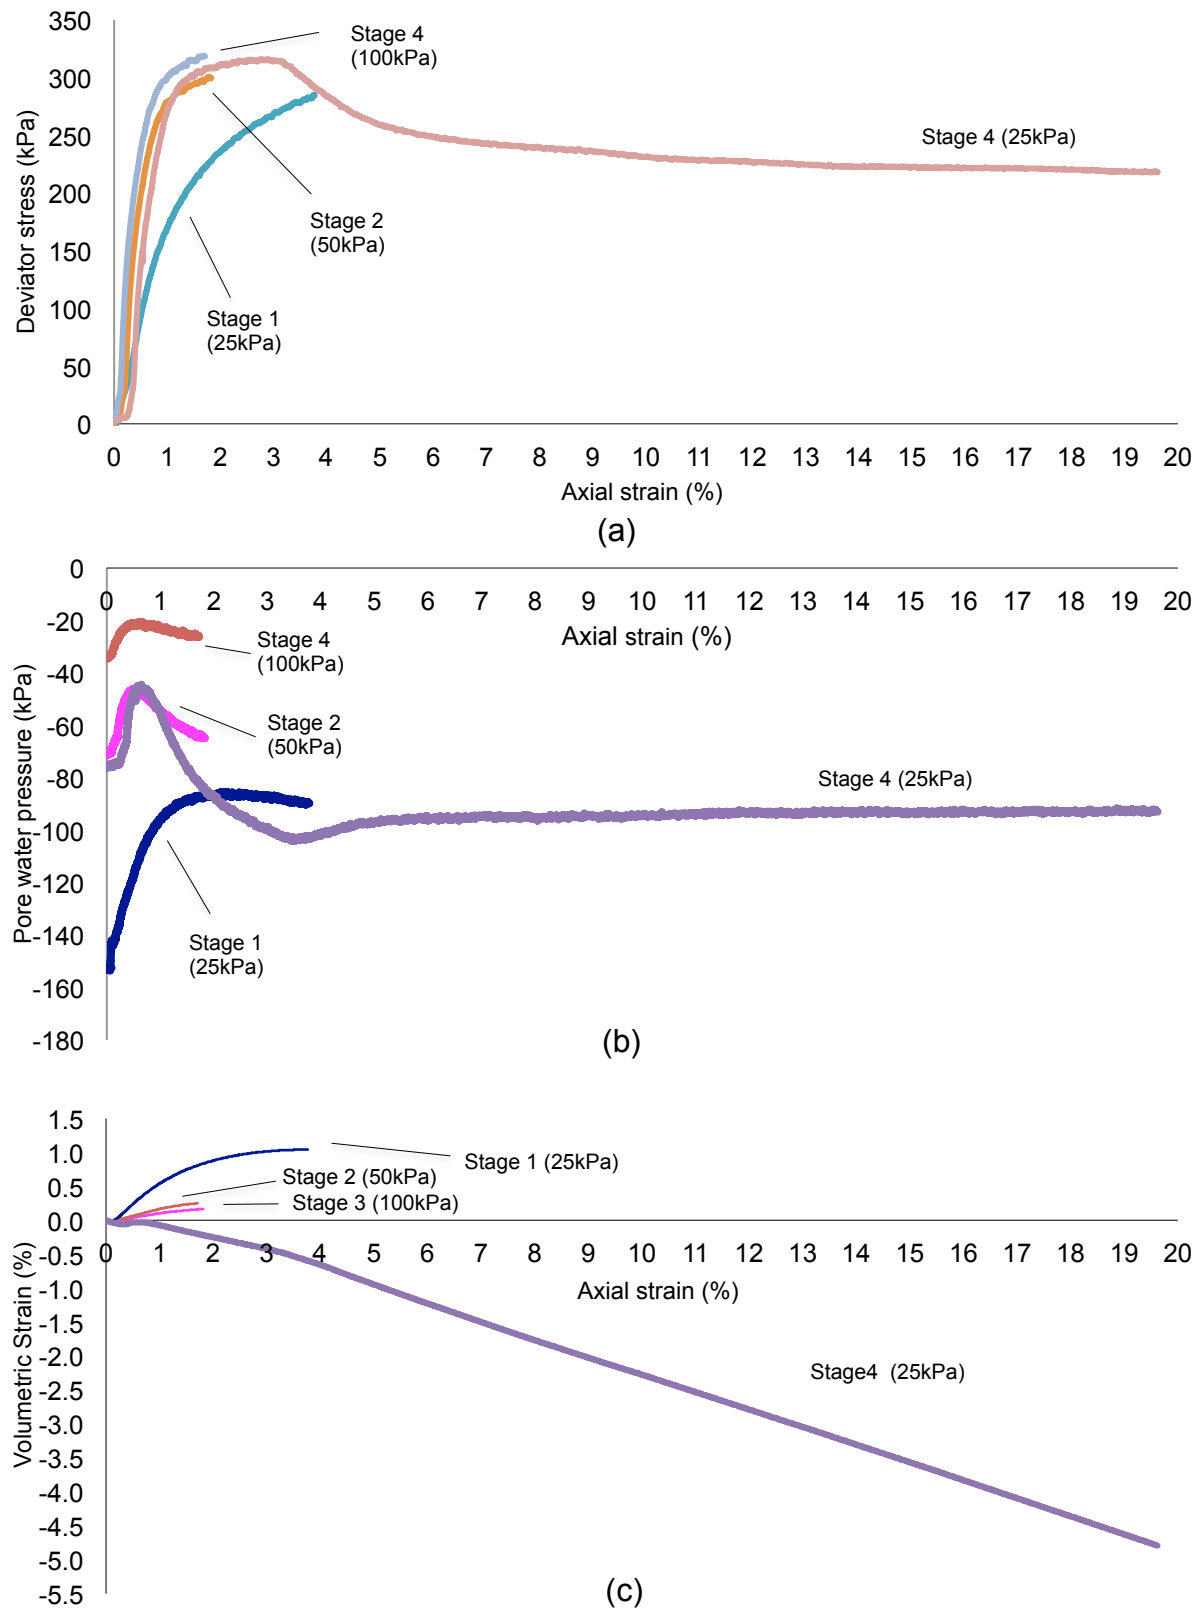 350
300
250
200
150
100
50
0
Deviator stress (kPa)
Stage 4
(100kPa)
Stage 4 (25kPa)
Stage 2
(50kPa)
Stage 1
(25kPa)
0 1 2 3 4 5 6 7 8 9 10 11 12 13 14 15 16 17 18 19 20
Axial strain (%)
(a)
0
-20
-40
-60
-80
-100
-120
-140
-160
-180
Pore water pressure (kPa)
0 1 2 3 4 5 6 7 8 9 10 11 12 13 14 15 16 17 18 19 20
Axial strain (%)
Stage 4
(100kPa)
Stage 2
(50kPa)
Stage 4 (25kPa)
Stage 1
(25kPa)
(b)
1.5
1.0
0.5
0.0
-0.5
-1.0
-1.5
-2.0
-2.5
-3.0
-3.5
-4.0
-4.5
-5.0
-5.5
Volumetric Strain (%)
Stage 1 (25kPa)
Stage 2 (50kPa)
Stage 3 (100kPa)
0 1 2 3 4 5 6 7 8 9 10 11 12 13 14 15 16 17 18 19 20
Axial strain (%)
Stage4 (25kPa)
(c)